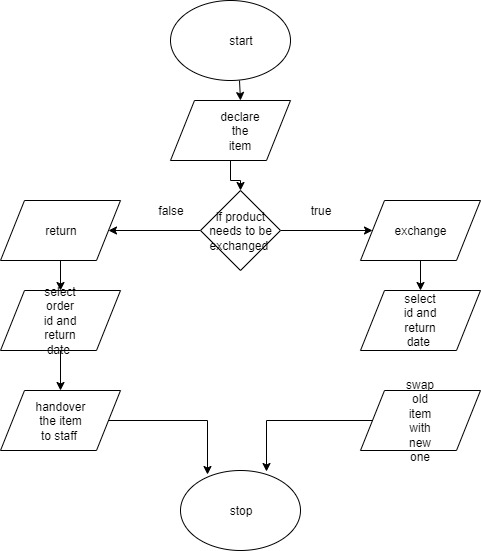 start
declare
the
item
false
true
if product
needs to be
exchanged
return
exchange
select
order
id and
return
date
select
id and
return
date
handover
the item
to staff
swap
old
item
with
new
one
stop